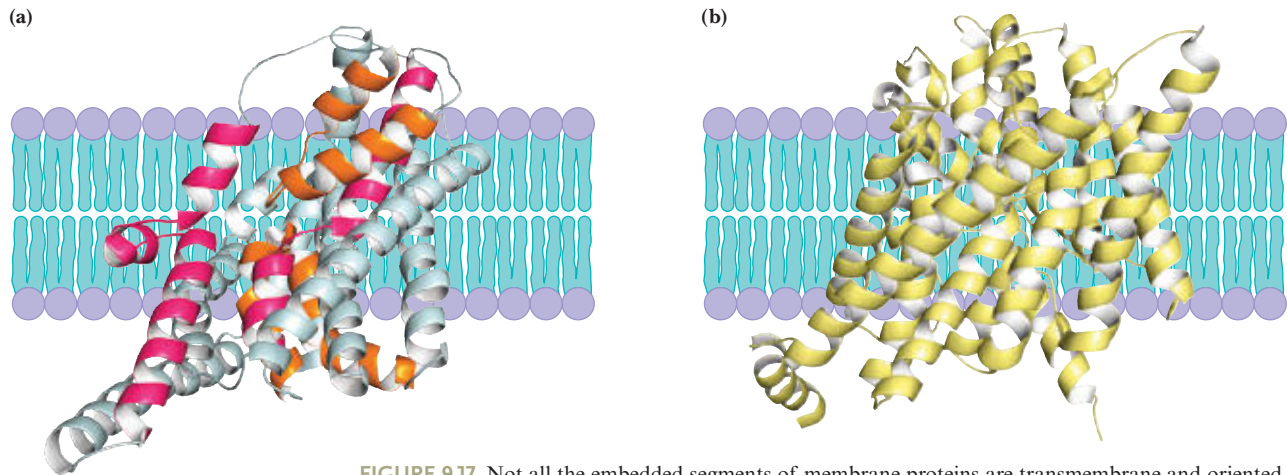 (a)
(b)
FIGURE 9.17 Not all the embedded segments of membrane proteins are transmembrane and oriented